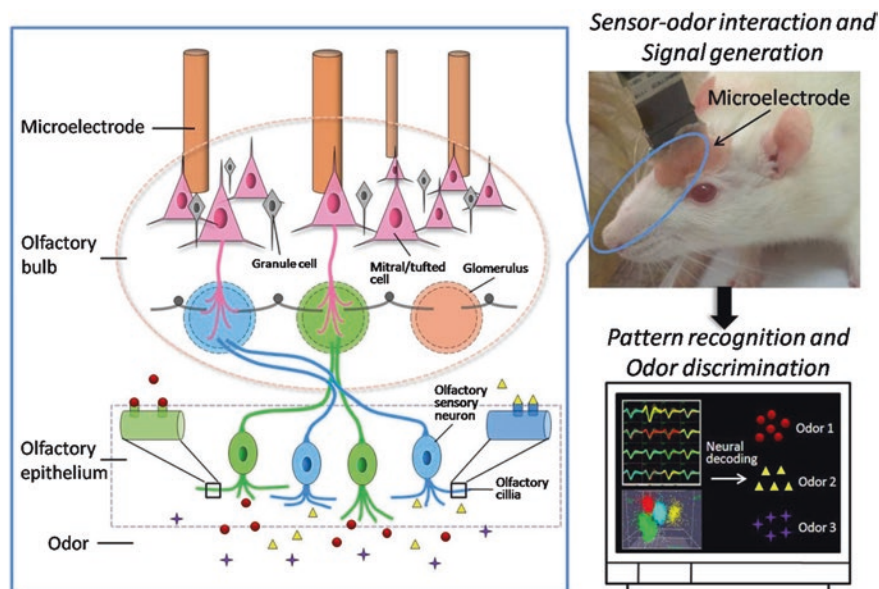 Sensor-odor interaction and
Signal generation
Microelectrode
Microelectrode
Olfactory
bulb
Granule cell
Mitral/tufted
cell
Glomerulus
Pattern recognition and
Odor discrimination
Olfactory
sensory
neuron
Olfactory
epithelium
Olfactory
cillia
Odor
Neural
decoding
Odor 1
Odor 2
Odor 3